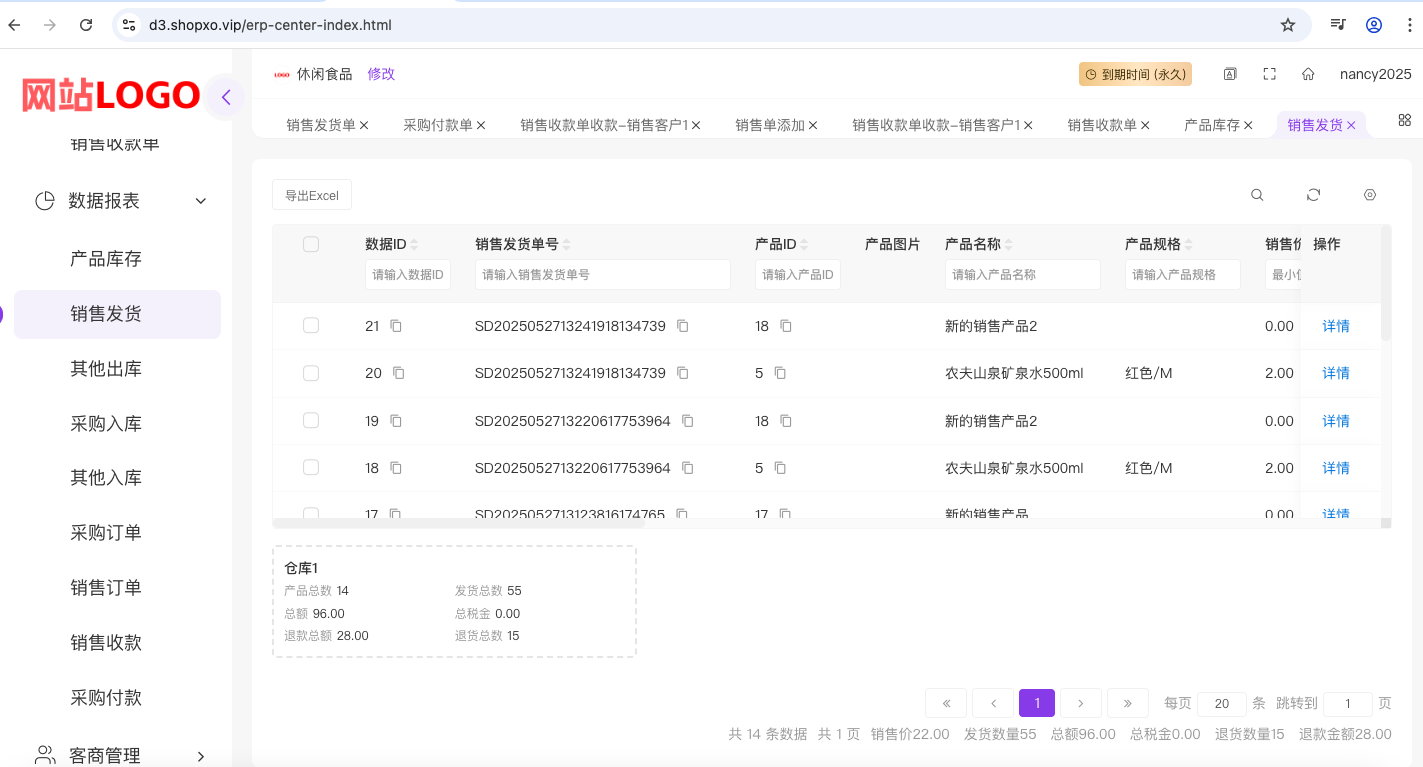 d3.shopxo.vip/erp-center-index.html
网站LOGO
LOGO 休闲食品 修改
到期时间 (永久)
nancy2025
销售发货单 采购付款单 销售收款单收款-销售客户1 销售单添加 销售收款单收款-销售客户1 销售收款单 产品库存 销售发货
销售收款单
数据报表
产品库存
销售发货
其他出库
采购入库
其他入库
采购订单
销售订单
销售收款
采购付款
客商管理
导出Excel
数据ID 销售发货单号 产品ID 产品图片 产品名称 产品规格 销售价 操作
请输入数据ID 请输入销售发货单号 请输入产品ID 请输入产品名称 请输入产品规格 最小
21 SD2025052713241918134739 18 新的销售产品2 0.00 详情
20 SD2025052713241918134739 5 农夫山泉矿泉水500ml 红色/M 2.00 详情
19 SD2025052713220617753964 18 新的销售产品2 0.00 详情
18 SD2025052713220617753964 5 农夫山泉矿泉水500ml 红色/M 2.00 详情
17 SD2025052713123816174765 17 新的销售产品 0.00 详情
仓库1
产品总数 14 发货总数 55
总额 96.00 总税金 0.00
退款总额 28.00 退货总数 15
« ‹ 1 › » 每页 20 条 跳转到 1 页
共 14 条数据 共 1 页 销售价22.00 发货数量55 总额96.00 总税金0.00 退货数量15 退款金额28.00